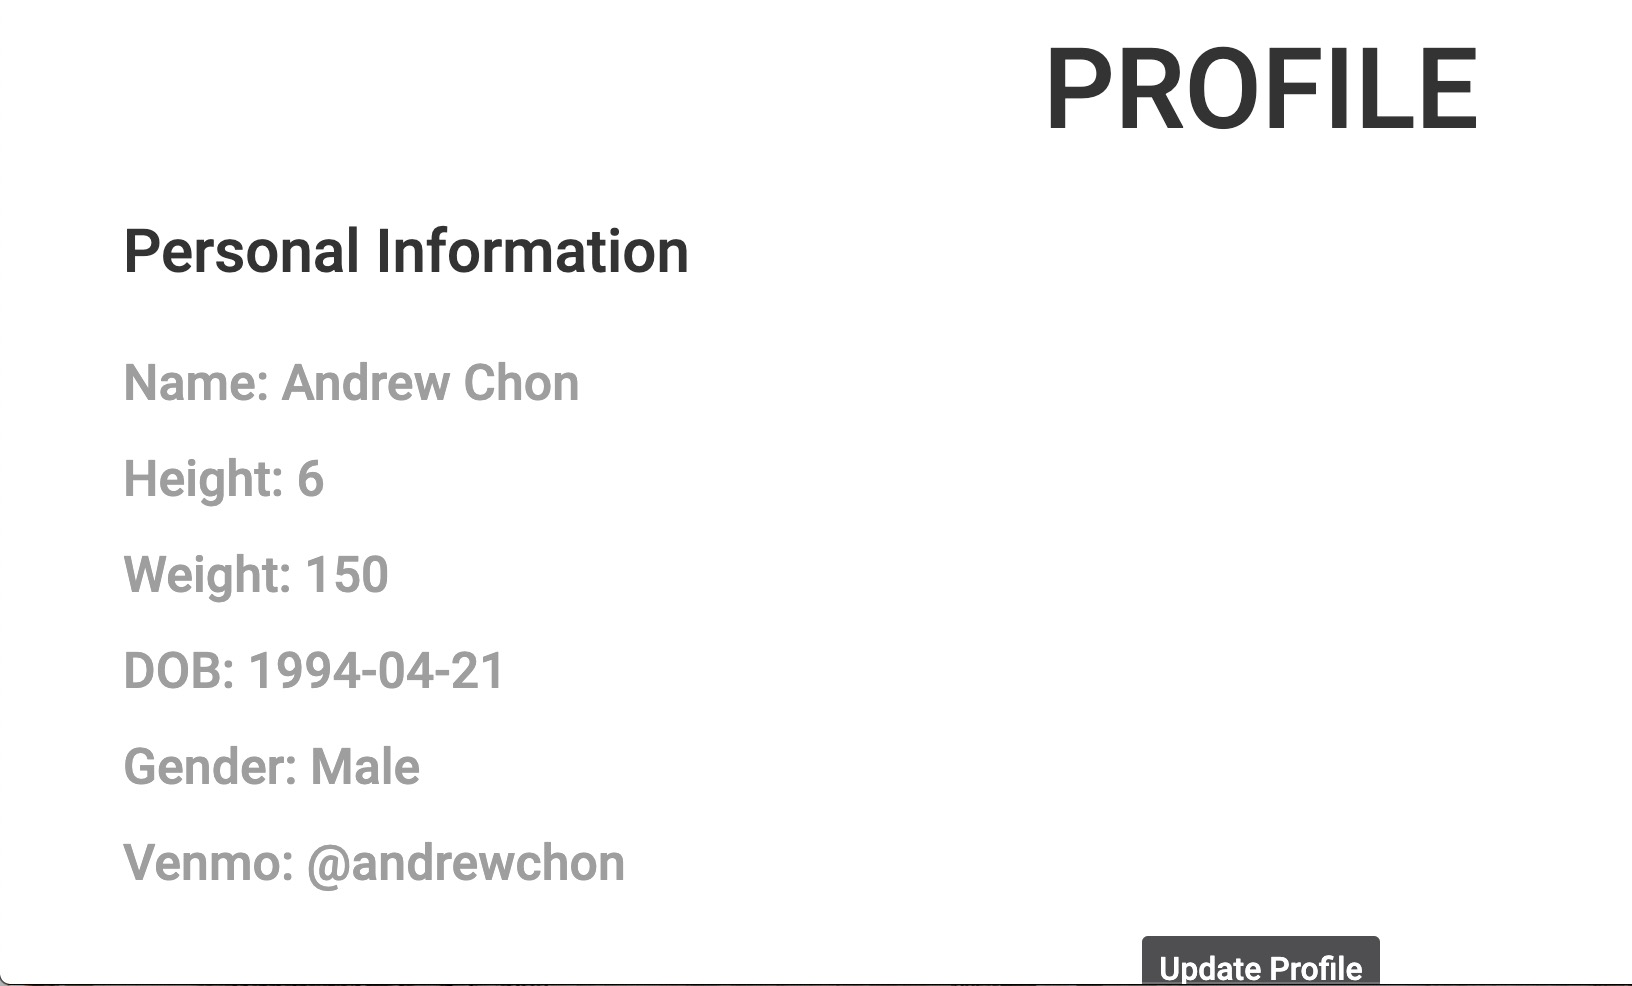 PROFILE
Personal Information
Name: Andrew Chon
Height: 6
Weight: 150
DOB: 1994-04-21
Gender: Male
Venmo: @andrewchon
Update Profile